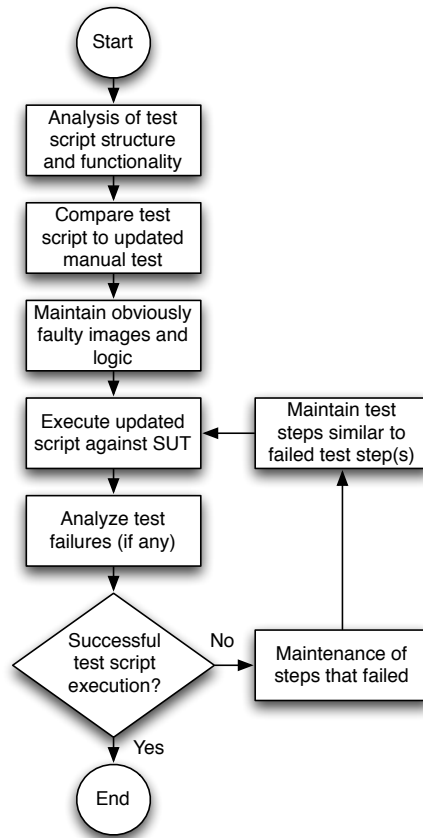 Start
Analysis of test
script structure
and functionality
Compare test
script to updated
manual test
Maintain obviously
faulty images and
logic
Execute updated
script against SUT
Maintain test
steps similar to
failed test step(s)
Analyze test
failures (if any)
Successful
test script
execution?
No
Maintenance of
steps that failed
Yes
End